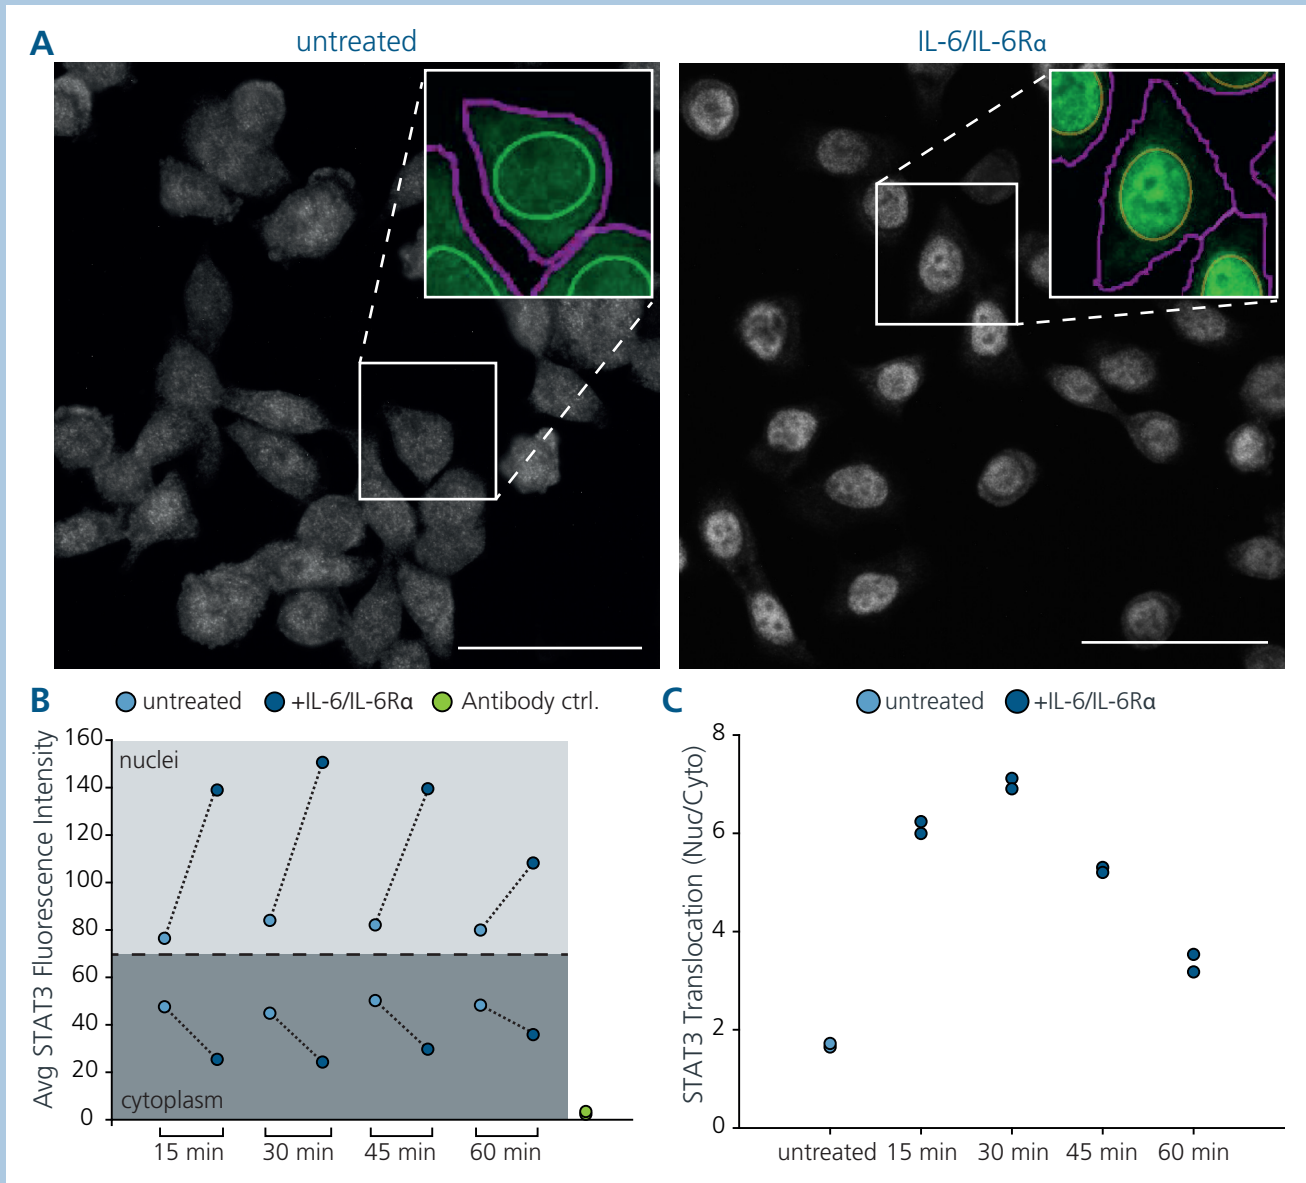 A
untreated
IL-6/IL-6Rα
B
untreated
+IL-6/IL-6Rα
Antibody ctrl.
Avg STAT3 Fluorescence Intensity
160
140
120
100
80
60
40
20
0
nuclei
cytoplasm
15 min
30 min
45 min
60 min
C
untreated
+IL-6/IL-6Rα
STAT3 Translocation (Nuc/Cyto)
8
6
4
2
0
untreated
15 min
30 min
45 min
60 min